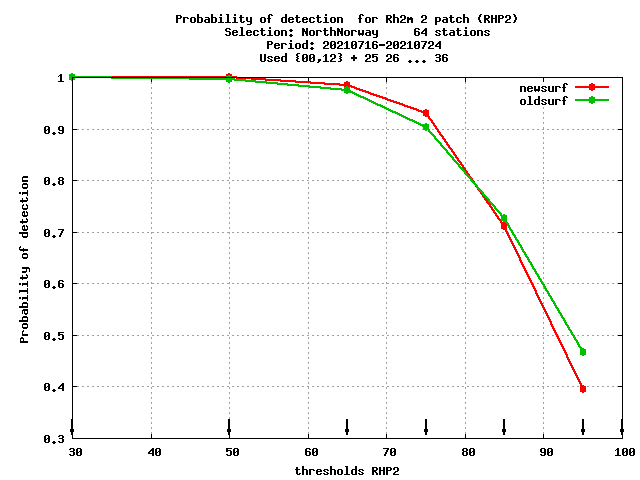 Probability of detection  for Rh2m 2 patch (RHP2)
Selection: NorthNorway     64 stations
Period: 20210716-20210724
Used {00,12} + 25 26 ... 36
newsurf
oldsurf
Probability of detection
1
0.9
0.8
0.7
0.6
0.5
0.4
0.3
30 40 50 60 70 80 90 100
thresholds RHP2